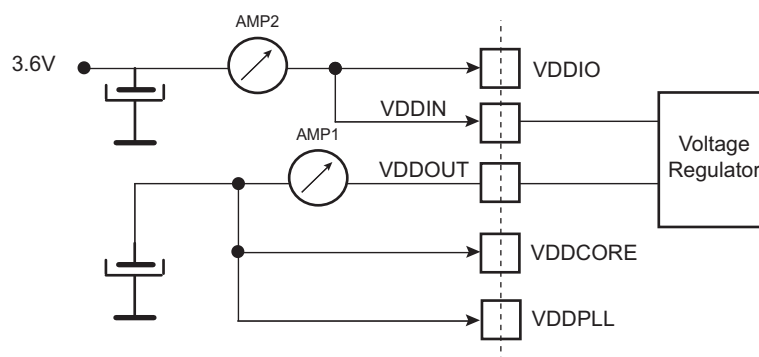 AMP2
3.6V
VDDIO
VDDIN
Voltage
Regulator
AMP1
VDDOUT
VDDCORE
VDDPLL